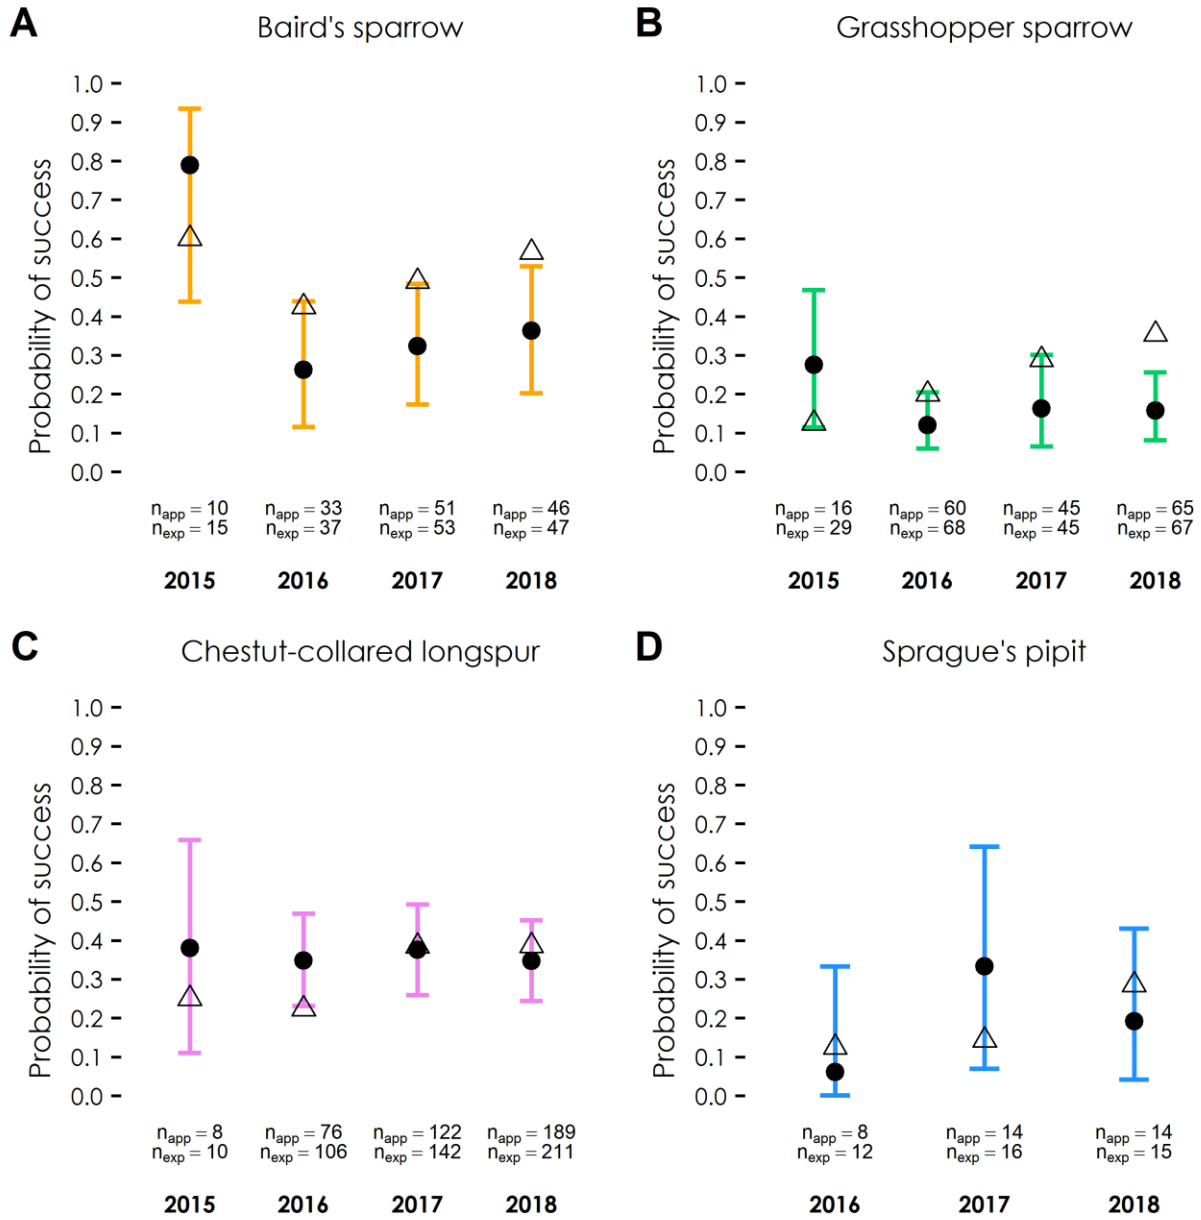 A
Baird's sparrow
Probability of success
1.0
0.9
0.8
0.7
0.6
0.5
0.4
0.3
0.2
0.1
0.0
napp = 10
nexp = 15
napp = 33
nexp = 37
napp = 51
nexp = 53
napp = 46
nexp = 47
2015
2016
2017
2018
B
Grasshopper sparrow
Probability of success
1.0
0.9
0.8
0.7
0.6
0.5
0.4
0.3
0.2
0.1
0.0
napp = 16
nexp = 29
napp = 60
nexp = 68
napp = 45
nexp = 45
napp = 65
nexp = 67
2015
2016
2017
2018
C
Chestut-collared longspur
Probability of success
1.0
0.9
0.8
0.7
0.6
0.5
0.4
0.3
0.2
0.1
0.0
napp = 8
nexp = 10
napp = 76
nexp = 106
napp = 122
nexp = 142
napp = 189
nexp = 211
2015
2016
2017
2018
D
Sprague's pipit
Probability of success
1.0
0.9
0.8
0.7
0.6
0.5
0.4
0.3
0.2
0.1
0.0
napp = 8
nexp = 12
napp = 14
nexp = 16
napp = 14
nexp = 15
2016
2017
2018